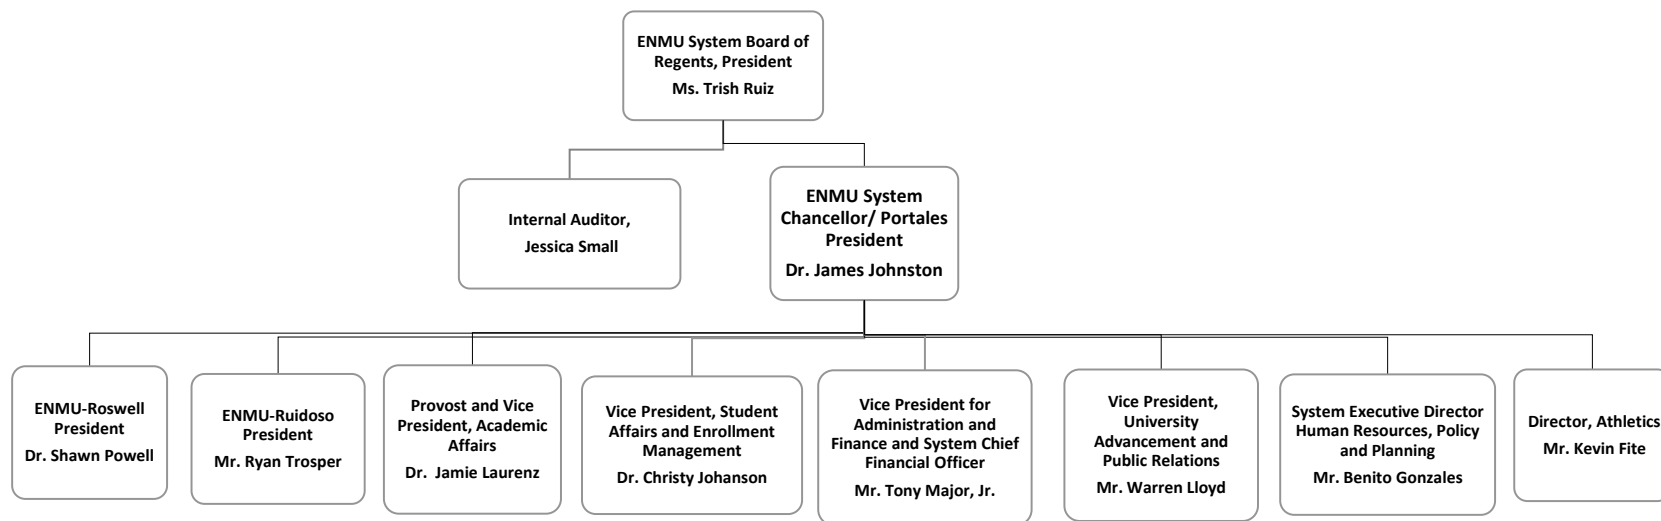 ENMU System Board of
Regents, President
Ms. Trish Ruiz
Internal Auditor,
Jessica Small
ENMU System
Chancellor/ Portales
President
Dr. James Johnston
ENMU-Roswell
President
Dr. Shawn Powell
ENMU-Ruidoso
President
Mr. Ryan Trosper
Provost and Vice
President, Academic
Affairs
Dr. Jamie Laurenz
Vice President, Student
Affairs and Enrollment
Management
Dr. Christy Johanson
Vice President for
Administration and
Finance and System Chief
Financial Officer
Mr. Tony Major, Jr.
Vice President,
University
Advancement and
Public Relations
Mr. Warren Lloyd
System Executive Director
Human Resources, Policy
and Planning
Mr. Benito Gonzales
Director, Athletics
Mr. Kevin Fite